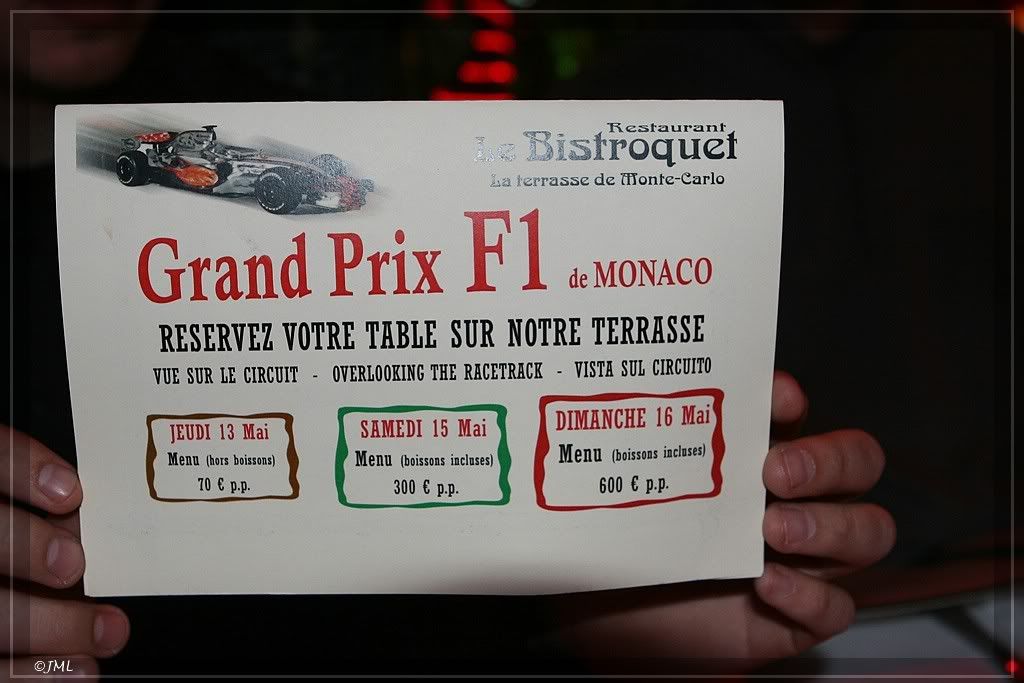 Restaurant
Le Bistroquet
La terrasse de Monte-Carlo
Grand Prix F1 de MONACO
RESERVEZ VOTRE TABLE SUR NOTRE TERRASSE
VUE SUR LE CIRCUIT - OVERLOOKING THE RACETRACK - VISTA SUL CIRCUITO
JEUDI 13 Mai
Menu (hors boissons)
70 € p.p.
SAMEDI 15 Mai
Menu (boissons incluses)
300 € p.p.
DIMANCHE 16 Mai
Menu (boissons incluses)
600 € p.p.
©JML